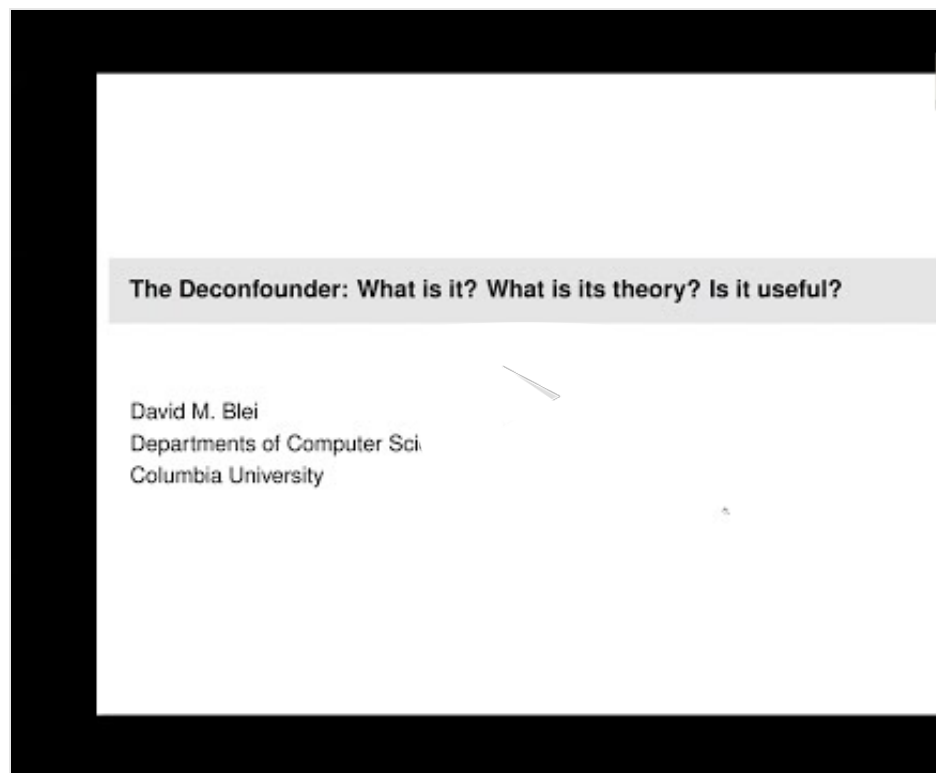 The Deconfounder: What is it? What is its theory? Is it useful?
David M. Blei
Departments of Computer
Columbia University